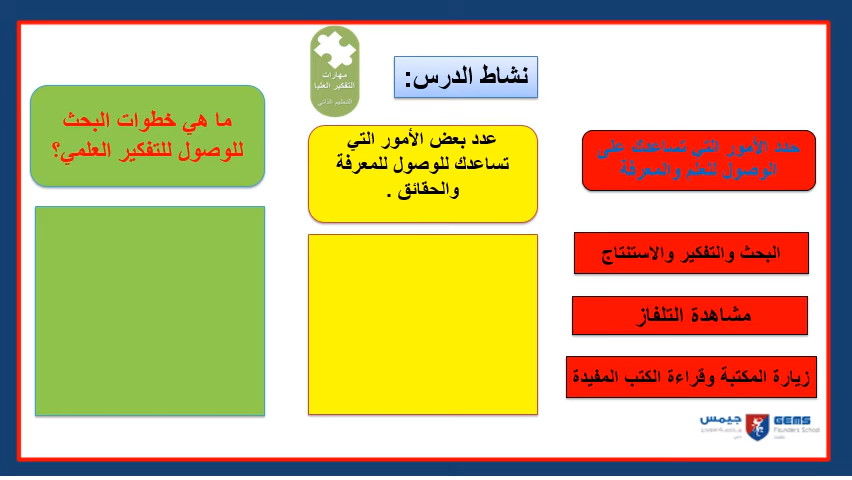 نشاط الدرس:
مهارات
التفكير العليا
التعليم الذاتي
حدد الأمور التي تساعدك على
الوصول للعلم والمعرفة
البحث والتفكير والاستنتاج
مشاهدة التلفاز
زيارة المكتبة وقراءة الكتب المفيدة
عدد بعض الأمور التي
تساعدك للوصول للمعرفة
والحقائق .
ما هي خطوات البحث
للوصول للتفكير العلمي؟
جيمس
GEMS
Founders School